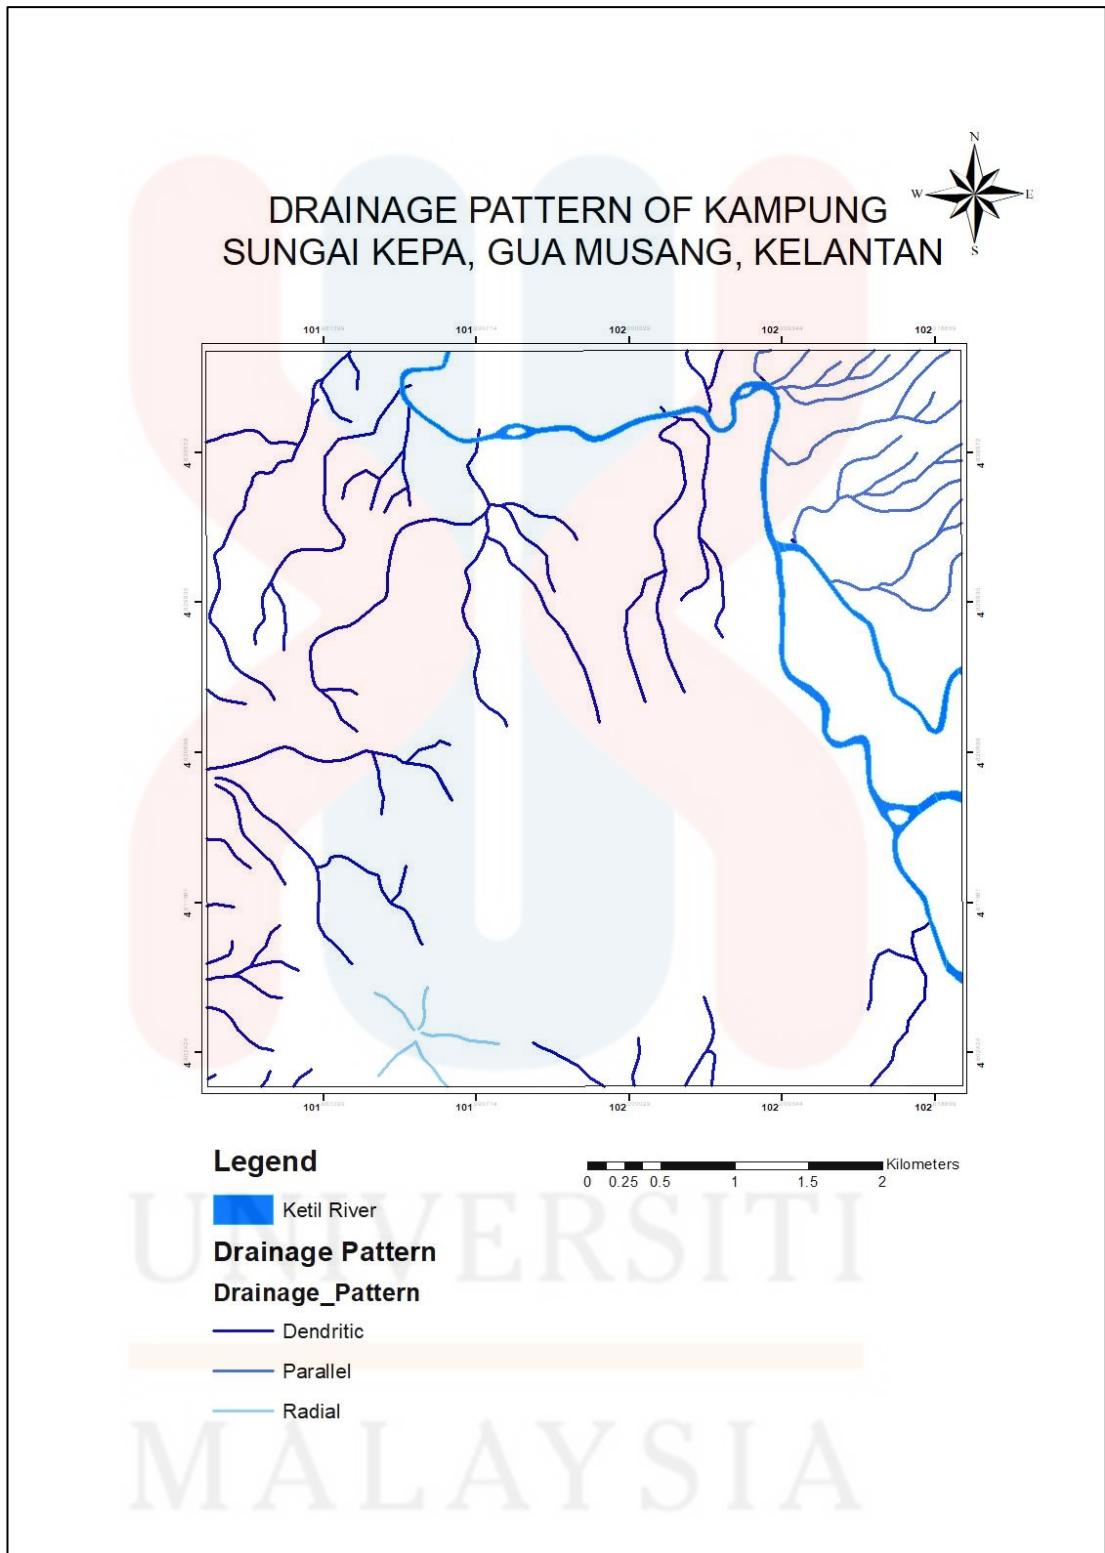 N
W E
S
DRAINAGE PATTERN OF KAMPUNG
SUNGAI KEPA, GUA MUSANG, KELANTAN
101 101 102 102 102
4 4
4 4
4 4
4 4
4 4
101 101 102 102 102
Legend
Ketil River
Drainage Pattern
Drainage_Pattern
Dendritic
Parallel
Radial
Kilometers
0 0.25 0.5 1 1.5 2
UNIVERSITI
MALAYSIA